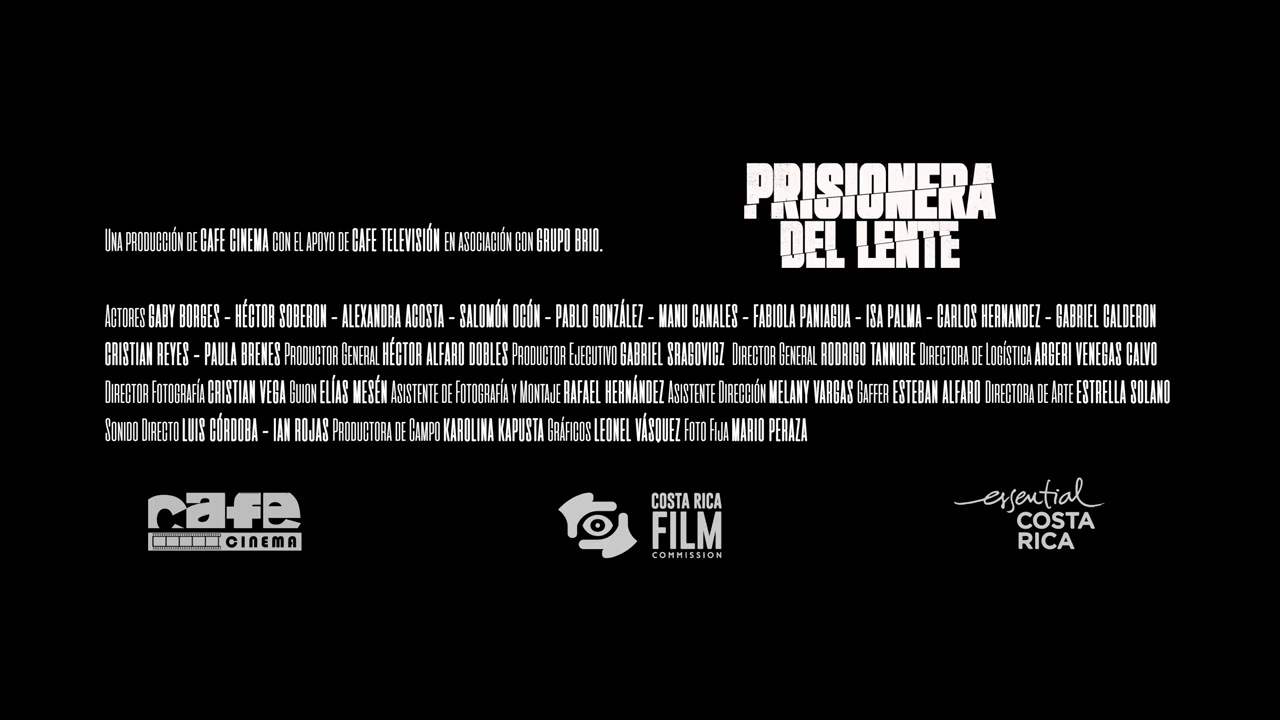 PRISIONERA
DEL LENTE
UNA PRODUCCIÓN DE CAFE CINEMA CON EL APOYO DE CAFE TELEVISIÓN EN ASOCIACIÓN CON GRUPO BRIO.
ACTORES GABY BORGES - HÉCTOR SOBERON - ALEXANDRA ACOSTA - SALOMÓN OCÓN - PABLO GONZÁLEZ - MANU CANALES - FABIOLA PANIAGUA - ISA PALMA - CARLOS HERNANDEZ - GABRIEL CALDERON
CRISTIAN REYES - PAULA BRENES PRODUCTOR GENERAL HÉCTOR ALFARO DOBLES PRODUCTOR EJECUTIVO GABRIEL SRAGOVICZ DIRECTOR GENERAL RODRIGO TANNURE DIRECTORA DE LOGÍSTICA ARGERI VENEGAS CALVO
DIRECTOR FOTOGRAFÍA CRISTIAN VEGA GUION ELÍAS MESÉN ASISTENTE DE FOTOGRAFÍA Y MONTAJE RAFAEL HERNÁNDEZ ASISTENTE DIRECCIÓN MELANY VARGAS GAFFER ESTEBAN ALFARO DIRECTORA DE ARTE ESTRELLA SOLANO
SONIDO DIRECTO LUIS CÓRDOBA - IAN ROJAS PRODUCTORA DE CAMPO KAROLINA KAPUSTA GRÁFICOS LEONEL VÁSQUEZ FOTO FIJA MARIO PERAZA
cafe
CINEMA
COSTA RICA
FILM
COMMISSION
essential
COSTA
RICA